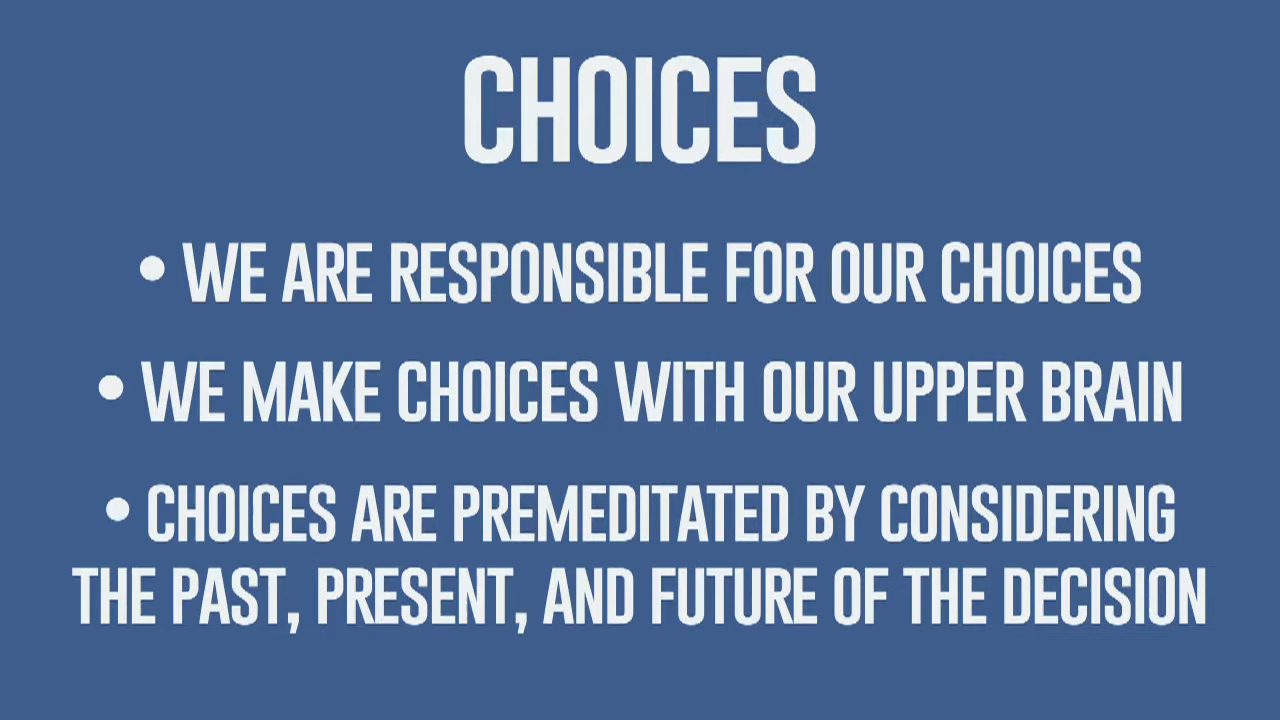 CHOICES
• WE ARE RESPONSIBLE FOR OUR CHOICES
• WE MAKE CHOICES WITH OUR UPPER BRAIN
• CHOICES ARE PREMEDITATED BY CONSIDERING
THE PAST, PRESENT, AND FUTURE OF THE DECISION